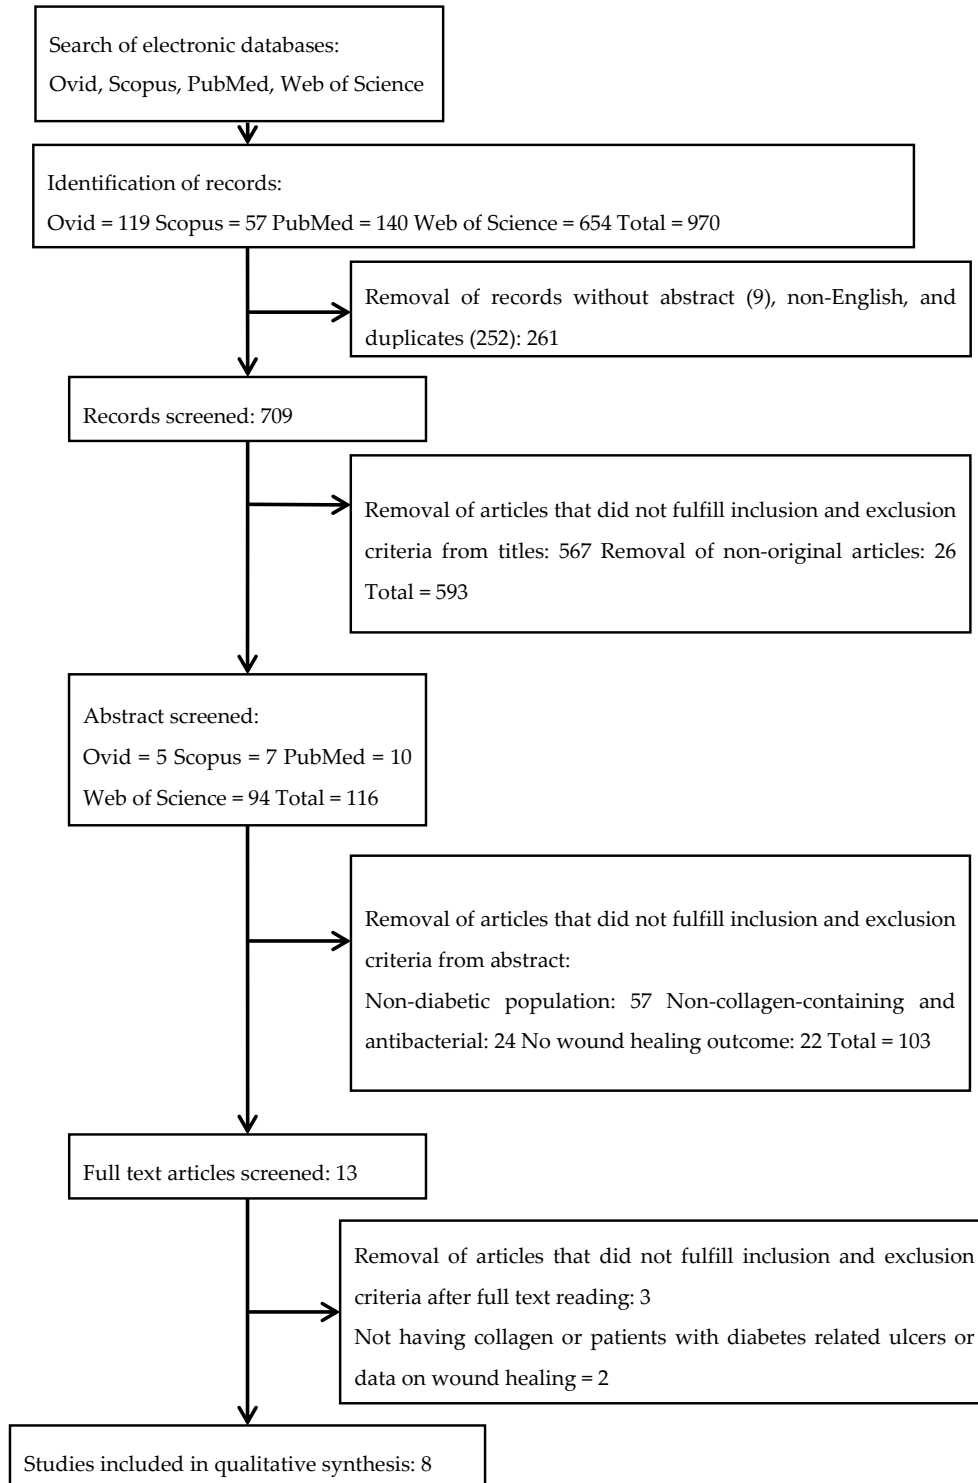 Search of electronic databases:
Ovid, Scopus, PubMed, Web of Science
Identification of records:
Ovid = 119 Scopus = 57 PubMed = 140 Web of Science = 654 Total = 970
Removal of records without abstract (9), non-English, and
duplicates (252): 261
Records screened: 709
Removal of articles that did not fulfill inclusion and exclusion
criteria from titles: 567 Removal of non-original articles: 26
Total = 593
Abstract screened:
Ovid = 5 Scopus = 7 PubMed = 10
Web of Science = 94 Total = 116
Removal of articles that did not fulfill inclusion and exclusion
criteria from abstract:
Non-diabetic population: 57 Non-collagen-containing and
antibacterial: 24 No wound healing outcome: 22 Total = 103
Full text articles screened: 13
Removal of articles that did not fulfill inclusion and exclusion
criteria after full text reading: 3
Not having collagen or patients with diabetes related ulcers or
data on wound healing = 2
Studies included in qualitative synthesis: 8